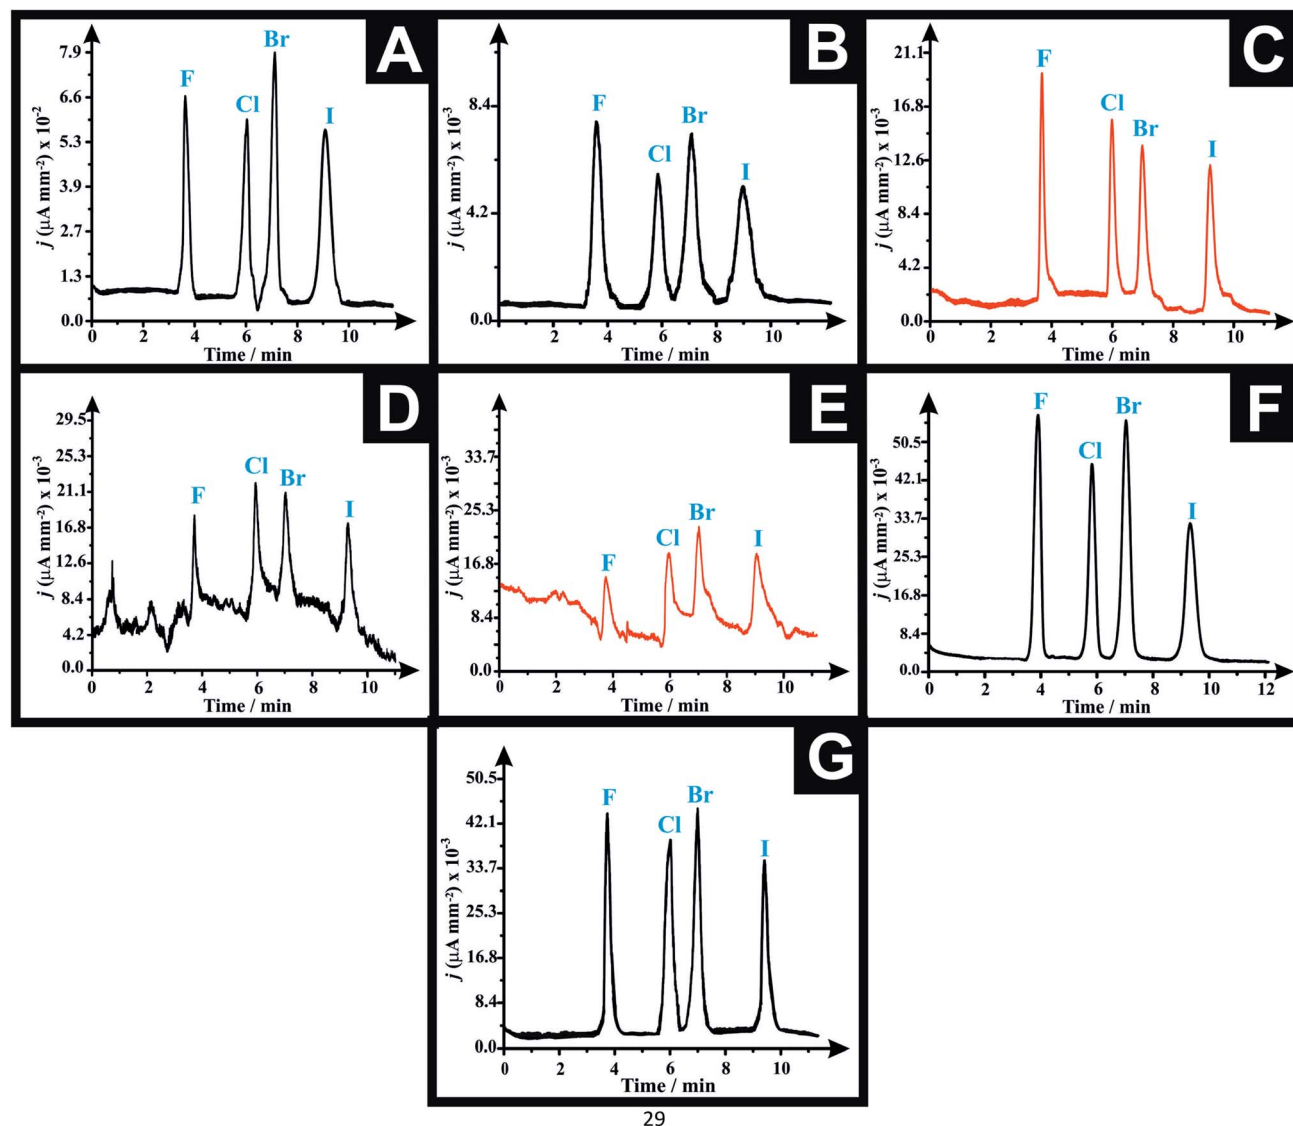 A
j (μA mm⁻²) x 10⁻²
7.9
6.6
5.3
3.9
2.7
1.3
0.0
F
Cl
Br
I
0 2 4 6 8 10
Time / min
B
j (μA mm⁻²) x 10⁻³
8.4
4.2
0.0
F
Cl
Br
I
0 2 4 6 8 10
Time / min
C
j (μA mm⁻²) x 10⁻³
21.1
16.8
12.6
8.4
4.2
0.0
F
Cl
Br
I
0 2 4 6 8 10
Time / min
D
j (μA mm⁻²) x 10⁻³
29.5
25.3
21.1
16.8
12.6
8.4
4.2
0.0
F
Cl
Br
I
0 2 4 6 8 10
Time / min
E
j (μA mm⁻²) x 10⁻³
33.7
25.3
16.8
8.4
0.0
F
Cl
Br
I
0 2 4 6 8 10
Time / min
F
j (μA mm⁻²) x 10⁻³
50.5
42.1
33.7
25.3
16.8
8.4
0.0
F
Cl
Br
I
0 2 4 6 8 10 12
Time / min
G
j (μA mm⁻²) x 10⁻³
50.5
42.1
33.7
25.3
16.8
8.4
0.0
F
Cl
Br
I
0 2 4 6 8 10
Time / min
29